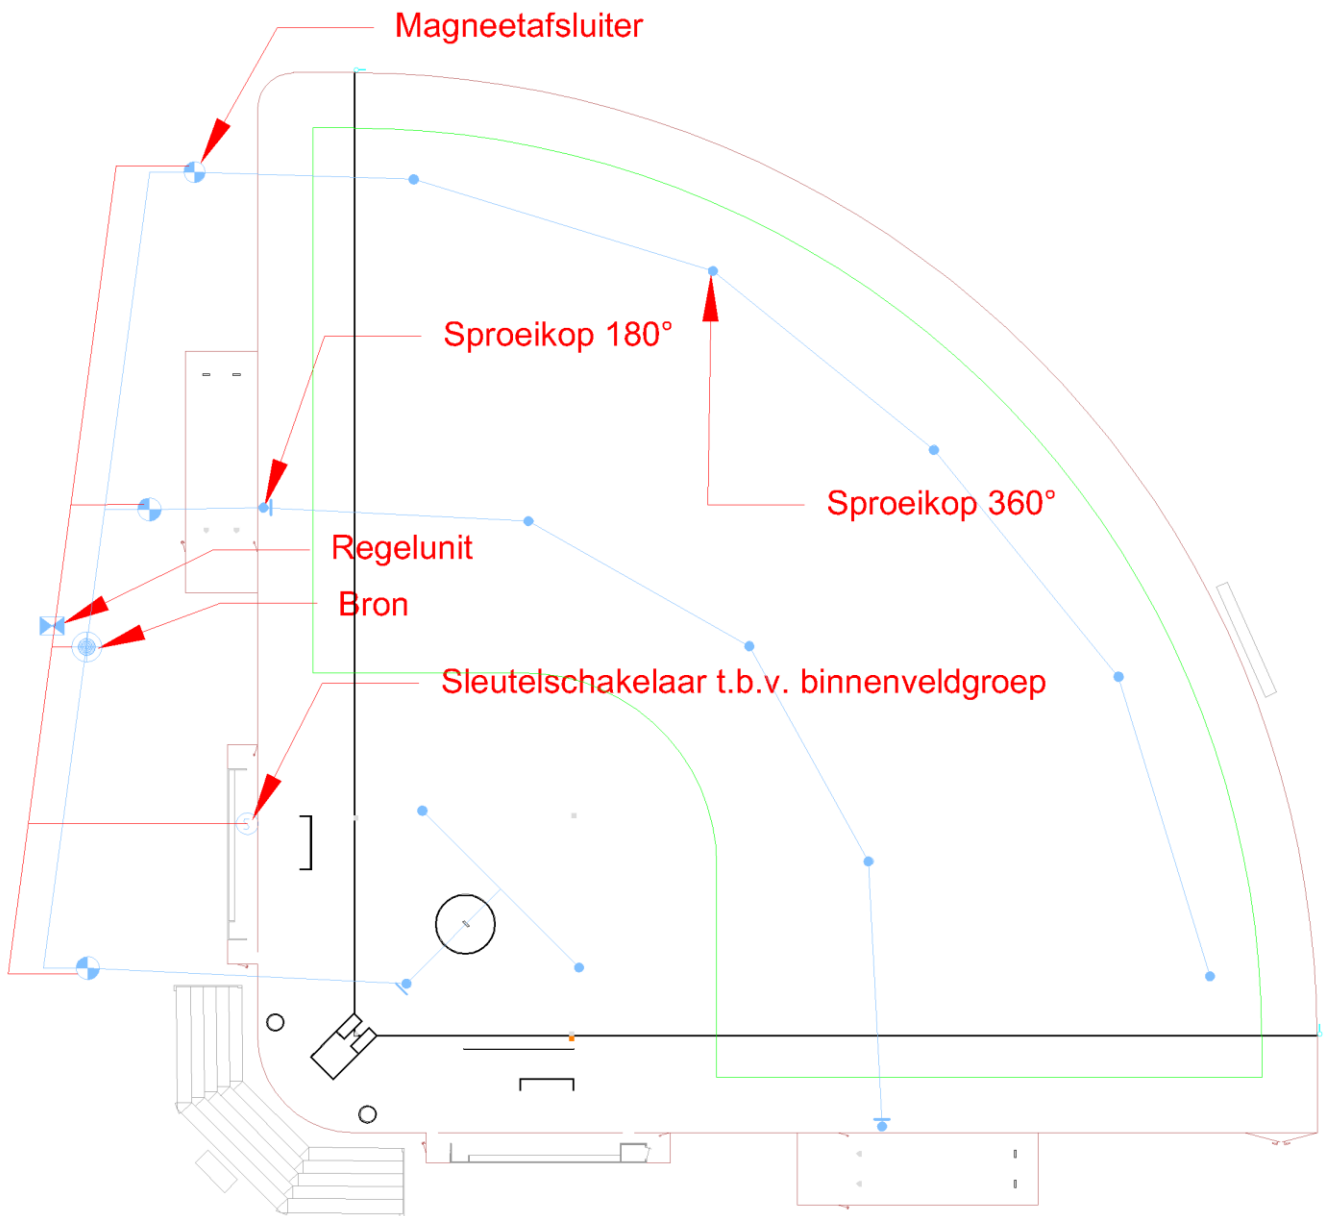 Magneetafsluiter
Sproeikop 180°
Sproeikop 360°
Regelunit
Bron
Sleutelschakelaar t.b.v. binnenveldgroep
S